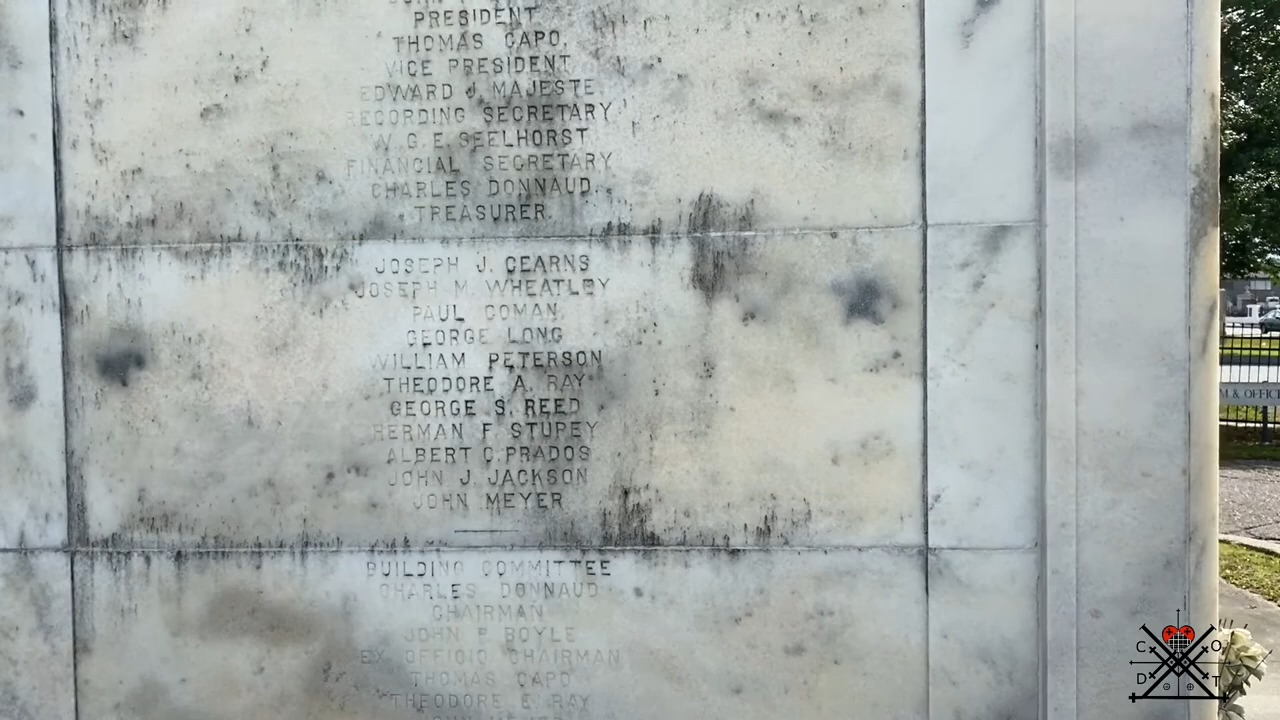 PRESIDENT
THOMAS CAPO,
VICE PRESIDENT
EDWARD J. MAJESTE,
RECORDING SECRETARY
W. G. E. SEELHORST
FINANCIAL SECRETARY
CHARLES DONNAUD,
TREASURER.
JOSEPH J. CEARNS
JOSEPH M. WHEATLEY
PAUL COMAN
GEORGE LONG
WILLIAM PETERSON
THEODORE A. RAY
GEORGE S. REED
HERMAN F STUPEY
ALBERT C. PRADOS
JOHN J. JACKSON
JOHN MEYER
BUILDING COMMITTEE
CHARLES DONNAUD
CHAIRMAN
JOHN P. BOYLE
EX OFFICIO CHAIRMAN
THOMAS CAPO
THEODORE E. RAY
M & OFFIC
C O
D T